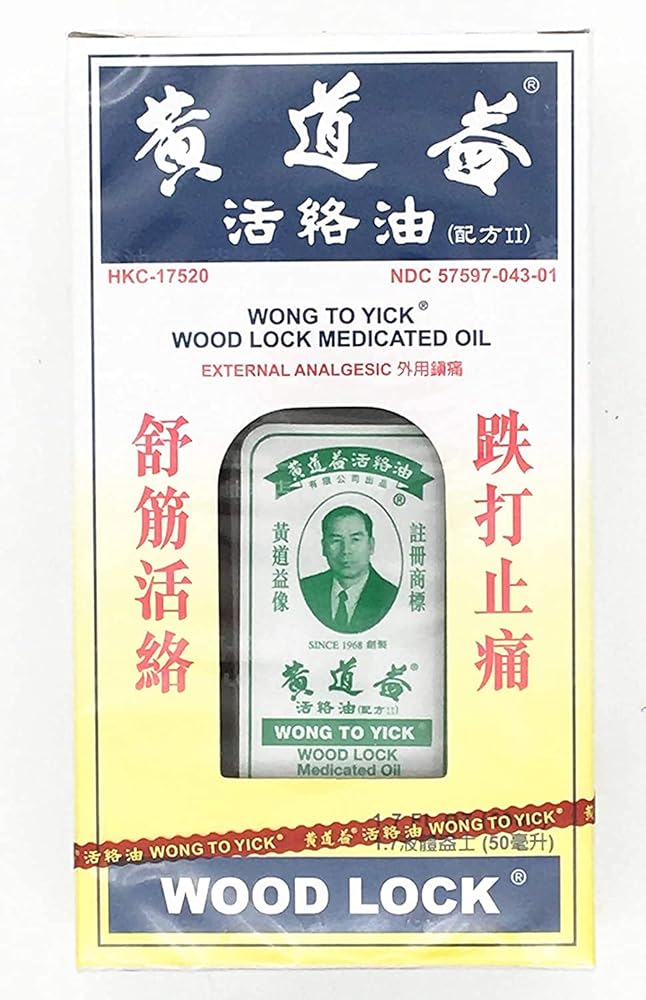 黃道益®
活絡油(配方II)
HKC-17520
NDC 57597-043-01
WONG TO YICK®
WOOD LOCK MEDICATED OIL
EXTERNAL ANALGESIC 外用鎮痛
舒筋活絡
跌打止痛
黃道益活絡油
有限公司出品
®
黃道益像
註冊商標
SINCE 1968 創製
黃道益®
活絡油(配方II)
WONG TO YICK®
WOOD LOCK
Medicated Oil
活絡油 WONG TO YICK® 黃道益® 活絡油 WONG TO YICK® 黃
1.7液體盎士 (50毫升)
WOOD LOCK®